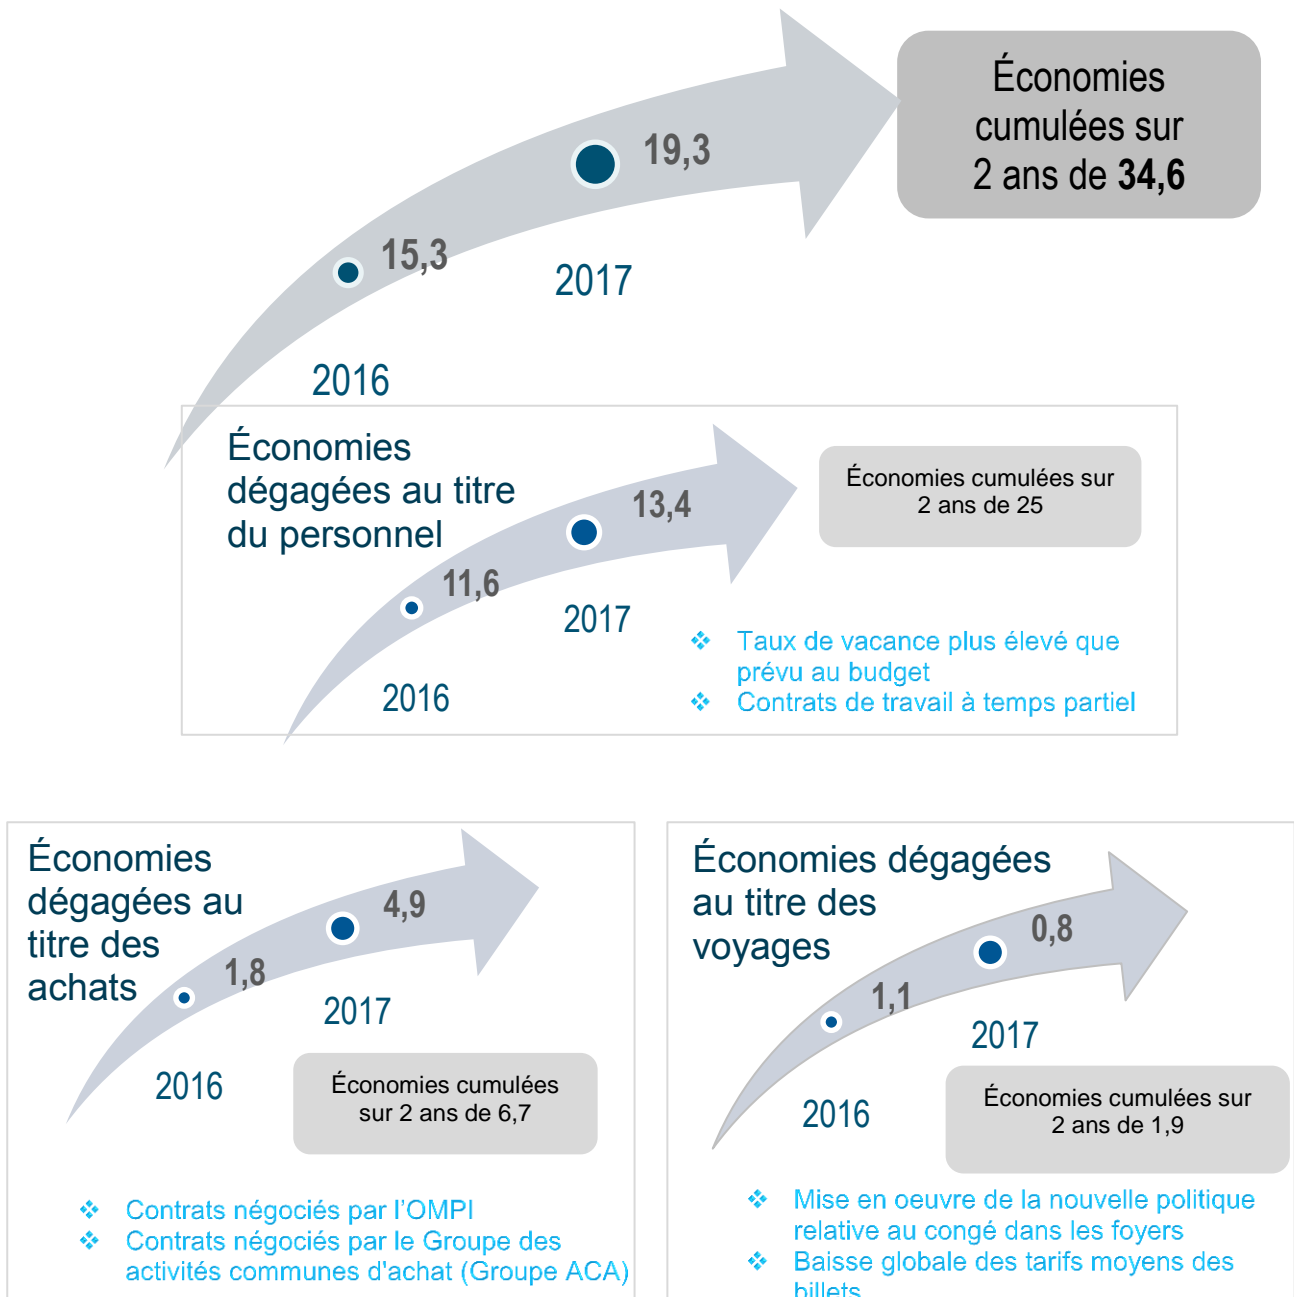 Économies
cumulées sur
2 ans de 34,6
19,3
15,3
2017
2016
Économies
dégagées au titre
du personnel
Économies cumulées sur
2 ans de 25
13,4
11,6
2017
2016
❖ Taux de vacance plus élevé que
prévu au budget
❖ Contrats de travail à temps partiel
Économies
dégagées au
titre des
achats
4,9
1,8
2017
2016
Économies cumulées
sur 2 ans de 6,7
❖ Contrats négociés par l'OMPI
❖ Contrats négociés par le Groupe des
activités communes d'achat (Groupe ACA)
Économies dégagées
au titre des
voyages
0,8
1,1
2017
2016
Économies cumulées sur
2 ans de 1,9
❖ Mise en oeuvre de la nouvelle politique
relative au congé dans les foyers
❖ Baisse globale des tarifs moyens des
billets